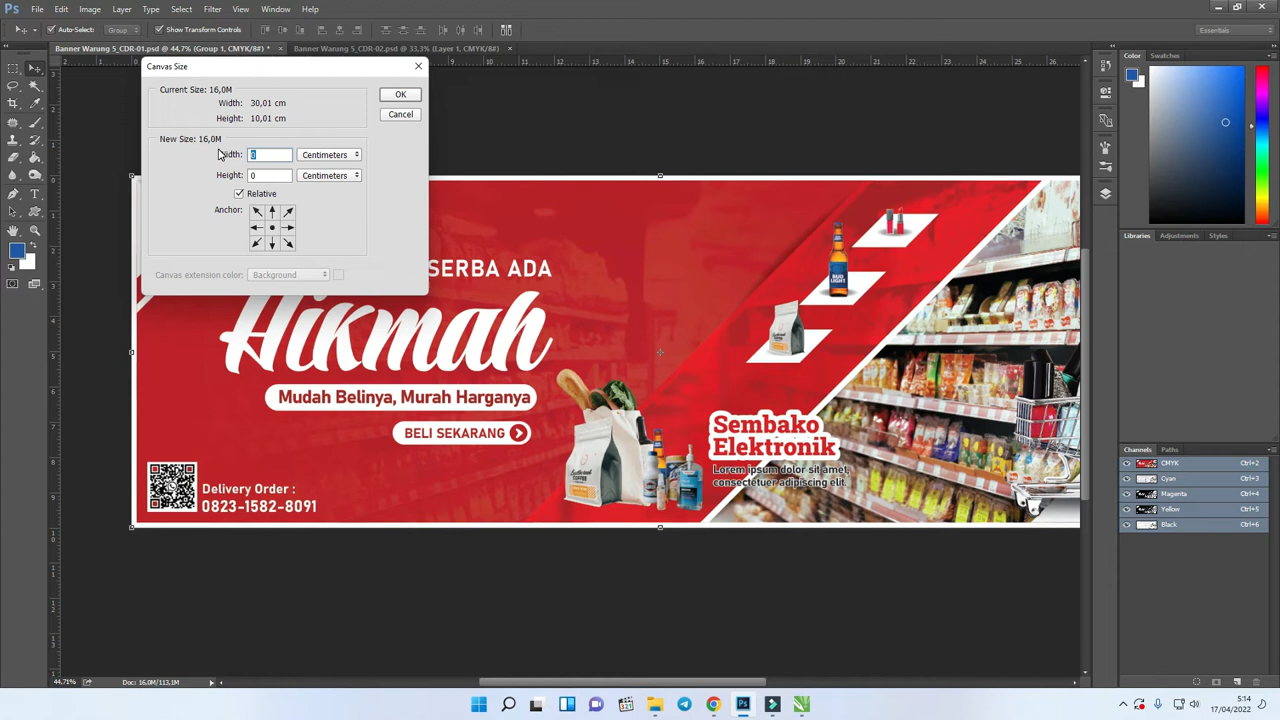 Ps File Edit Image Layer Type Select Filter View Window Help
Auto-Select: Group Show Transform Controls Essentials
Banner Warung 5_CDR-01.psd @ 44,7% (Group 1, CMYK/8#) * × Banner Warung 5_CDR-02.psd @ 33,3% (Layer 1, CMYK/8#) ×
Canvas Size
Current Size: 16,0M
Width: 30,01 cm
Height: 10,01 cm
OK
Cancel
New Size: 16,0M
Width: 0 Centimeters
Height: 0 Centimeters
Relative
Anchor:
Canvas extension color: Background
SERBA ADA
Hikmah
Mudah Belinya, Murah Harganya
BELI SEKARANG
Delivery Order :
0823-1582-8091
BUD LIGHT
Sembako
Elektronik
Lorem ipsum dolor sit amet,
consectetuer adipiscing elit.
Color Swatches
Libraries Adjustments Styles
Channels Paths
CMYK Ctrl+2
Cyan Ctrl+3
Magenta Ctrl+4
Yellow Ctrl+5
Black Ctrl+6
44,71% Doc: 16,0M/113,1M
5:14
17/04/2022